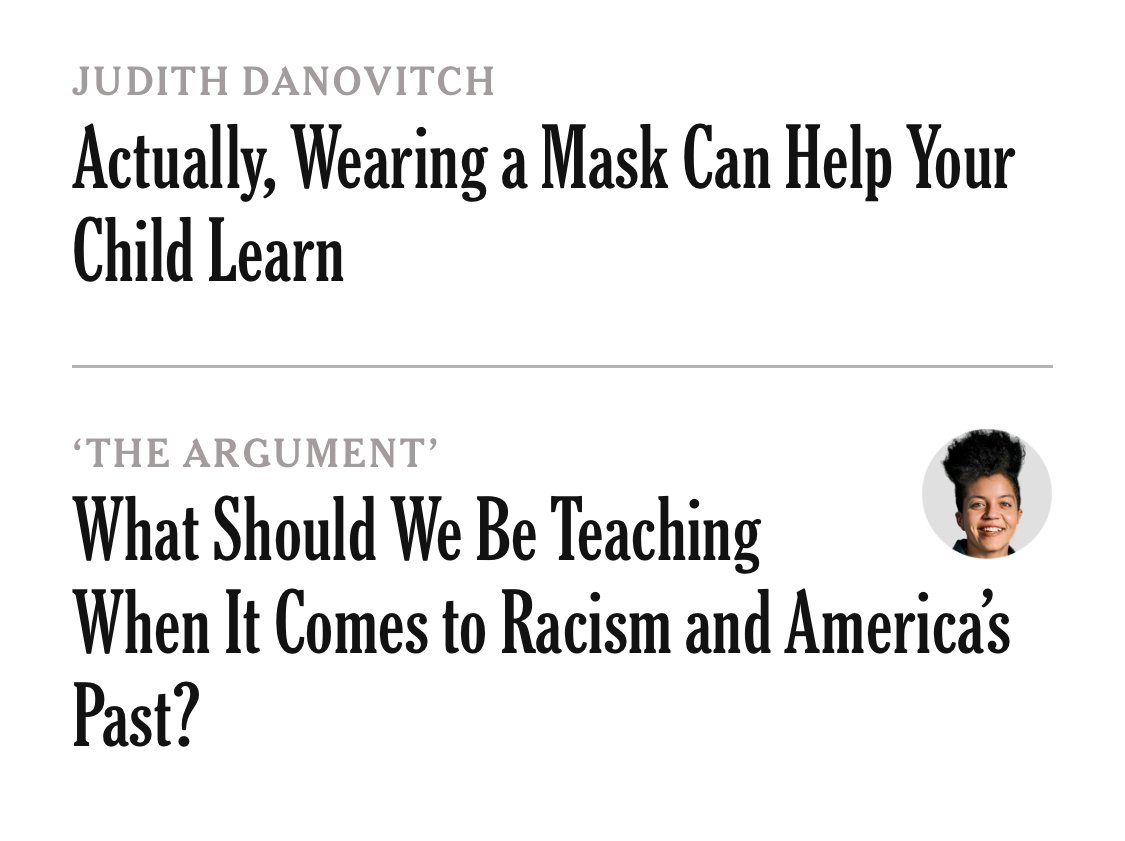 JUDITH DANOVITCH
Actually, Wearing a Mask Can Help Your
Child Learn
‘THE ARGUMENT’
What Should We Be Teaching
When It Comes to Racism and America’s
Past?